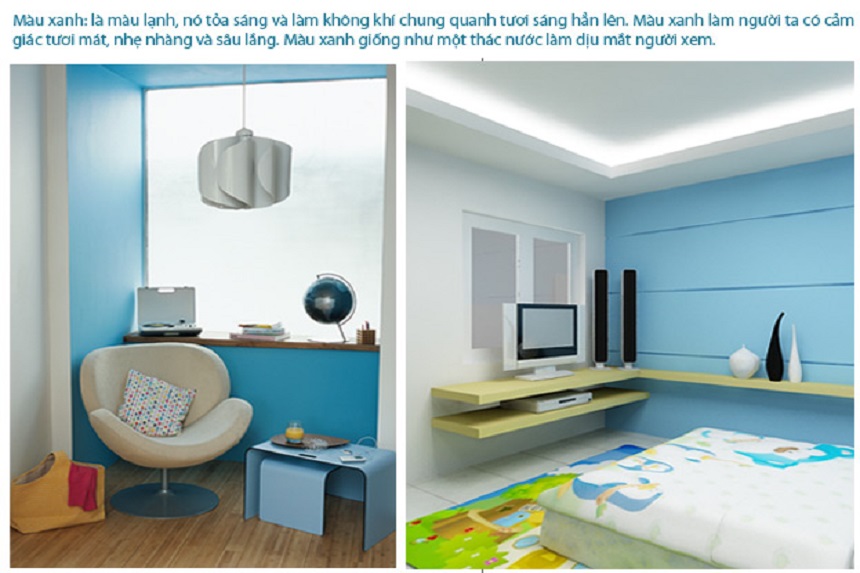 Màu xanh: là màu lạnh, nó tỏa sáng và làm không khí chung quanh tươi sáng hẳn lên. Màu xanh làm người ta có cảm
giác tươi mát, nhẹ nhàng và sâu lắng. Màu xanh giống như một thác nước làm dịu mắt người xem.